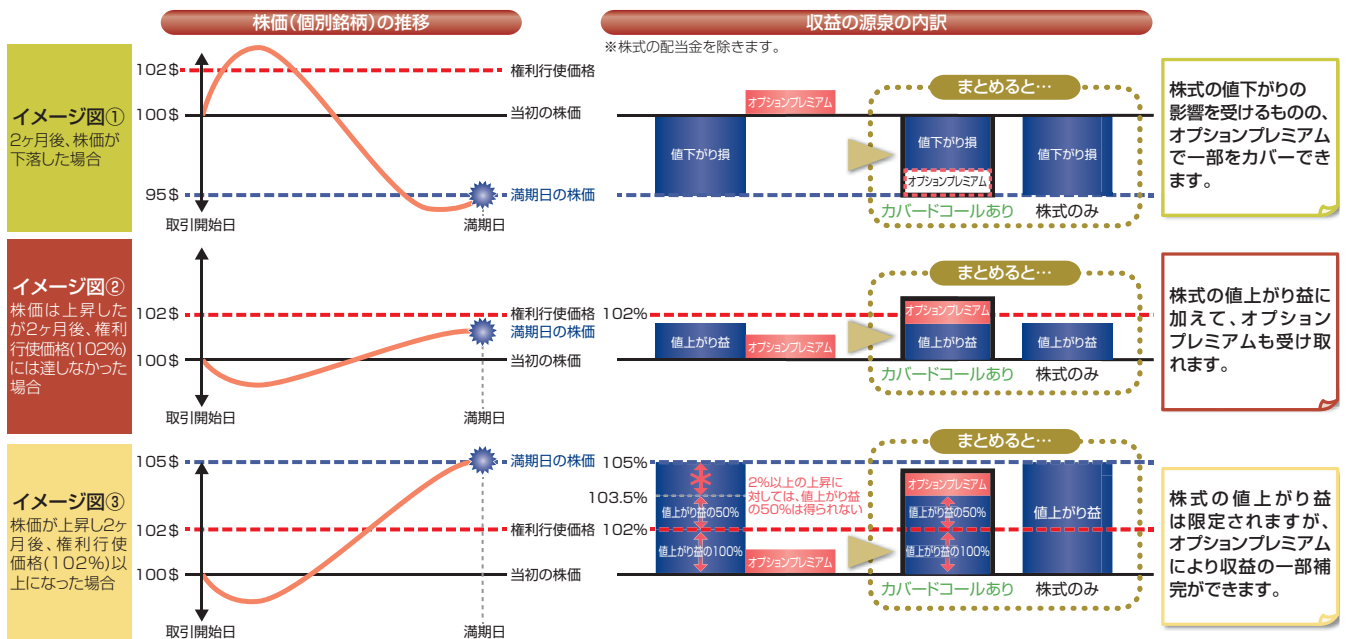 株価(個別銘柄)の推移
収益の源泉の内訳
※株式の配当金を除きます。
イメージ図①
2ヶ月後、株価が
下落した場合
102$
100$
95$
権利行使価格
当初の株価
満期日の株価
取引開始日
満期日
オプションプレミアム
値下がり損
まとめると…
値下がり損
オプションプレミアム
値下がり損
カバードコールあり
株式のみ
株式の値下がりの
影響を受けるものの、
オプションプレミアム
で一部をカバーでき
ます。
イメージ図②
株価は上昇した
が2ヶ月後、権利
行使価格(102%)
には達しなかった
場合
102$
100$
権利行使価格
満期日の株価
当初の株価
取引開始日
満期日
102%
値上がり益
オプションプレミアム
まとめると…
オプションプレミアム
値上がり益
値上がり益
カバードコールあり
株式のみ
株式の値上がり益に
加えて、オプション
プレミアムも受け取
れます。
イメージ図③
株価が上昇し2ヶ
月後、権利行使
価格(102%)以
上になった場合
105$
102$
100$
満期日の株価
権利行使価格
当初の株価
取引開始日
満期日
105%
103.5%
102%
2%以上の上昇に
対しては、値上がり益
の50%は得られない
値上がり益の50%
値上がり益の100%
オプションプレミアム
まとめると…
オプションプレミアム
値上がり益の50%
値上がり益の100%
値上がり益
カバードコールあり
株式のみ
株式の値上がり益
は限定されますが、
オプションプレミアム
により収益の一部補
完ができます。